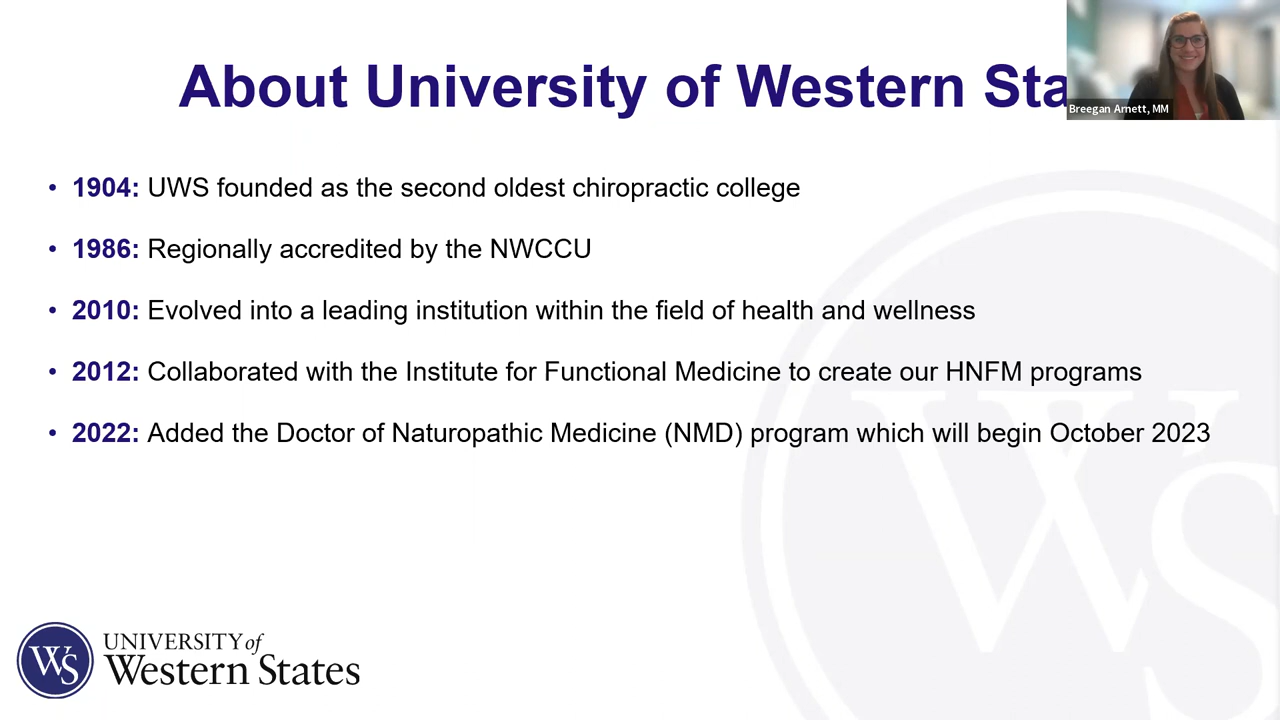 About University of Western Sta
Breegan Arnett, MM
• 1904: UWS founded as the second oldest chiropractic college
• 1986: Regionally accredited by the NWCCU
• 2010: Evolved into a leading institution within the field of health and wellness
• 2012: Collaborated with the Institute for Functional Medicine to create our HNFM programs
• 2022: Added the Doctor of Naturopathic Medicine (NMD) program which will begin October 2023
WS
WS
UNIVERSITY of
Western States